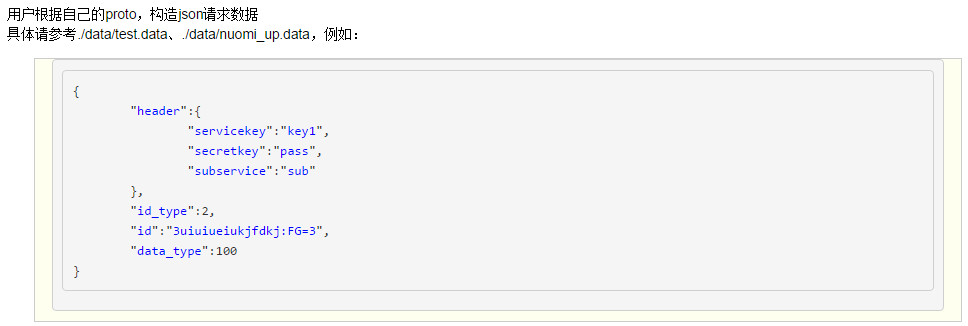 用户根据自己的proto，构造json请求数据
具体请参考./data/test.data、./data/nuomi_up.data，例如：
{
"header":{
"servicekey":"key1",
"secretkey":"pass",
"subservice":"sub"
},
"id_type":2,
"id":"3uiuiueiukjfdkj:FG=3",
"data_type":100
}